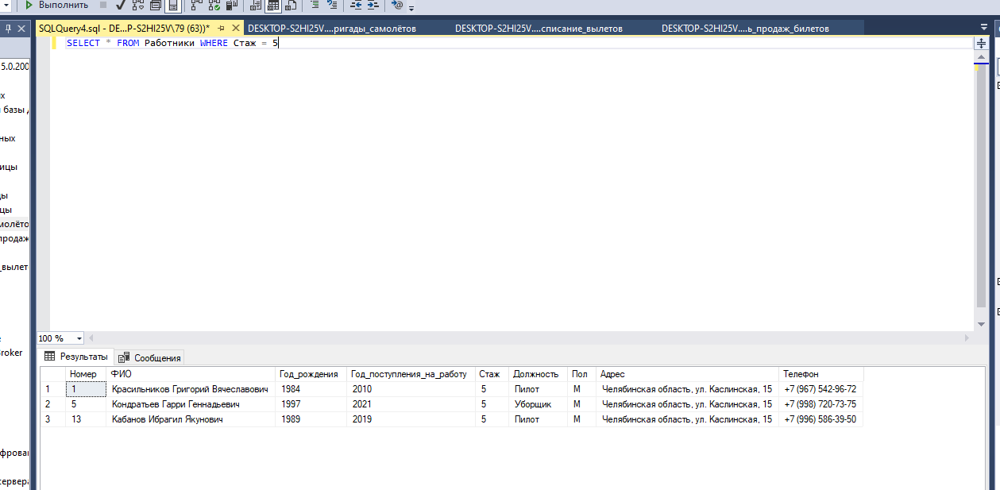 Выполнить
SQLQuery4.sql - DE...P-S2HI25V\79 (63))* DESKTOP-S2HI25V....ригады_самолётов DESKTOP-S2HI25V....списание_вылетов DESKTOP-S2HI25V....ь_продаж_билетов
SELECT * FROM Работники WHERE Стаж = 5
5.0.200
х
базы д
ных
ицы
ды
цы
молёто
продаж
_вылет
100 %
e
Broker
Результаты Сообщения
Номер ФИО Год_рождения Год_поступления_на_работу Стаж Должность Пол Адрес Телефон
1 1 Красильников Григорий Вячеславович 1984 2010 5 Пилот М Челябинская область, ул. Каслинская, 15 +7 (967) 542-96-72
2 5 Кондратьев Гарри Геннадьевич 1997 2021 5 Уборщик М Челябинская область, ул. Каслинская, 15 +7 (998) 720-73-75
3 13 Кабанов Ибрагил Якунович 1989 2019 5 Пилот М Челябинская область, ул. Каслинская, 15 +7 (996) 586-39-50
фрован
сервера